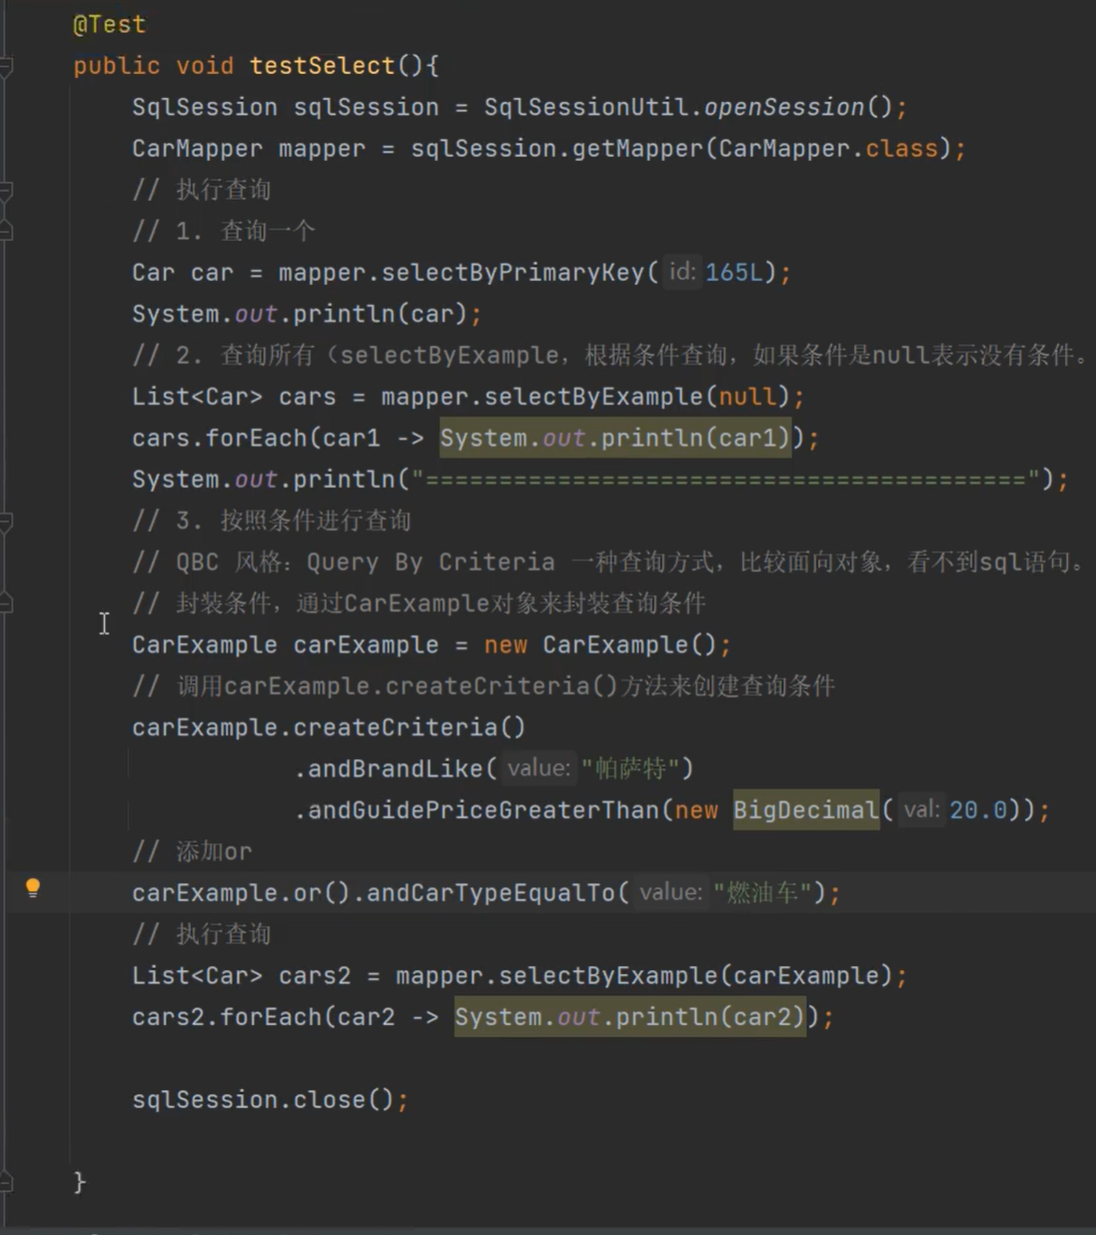 @Test
public void testSelect(){
SqlSession sqlSession = SqlSessionUtil.openSession();
CarMapper mapper = sqlSession.getMapper(CarMapper.class);
// 执行查询
// 1. 查询一个
Car car = mapper.selectByPrimaryKey( id: 165L);
System.out.println(car);
// 2. 查询所有（selectByExample，根据条件查询，如果条件是null表示没有条件。
List<Car> cars = mapper.selectByExample(null);
cars.forEach(car1 -> System.out.println(car1));
System.out.println("=========================================");
// 3. 按照条件进行查询
// QBC 风格：Query By Criteria 一种查询方式，比较面向对象，看不到sql语句。
// 封装条件，通过CarExample对象来封装查询条件
CarExample carExample = new CarExample();
// 调用carExample.createCriteria()方法来创建查询条件
carExample.createCriteria()
.andBrandLike( value: "帕萨特")
.andGuidePriceGreaterThan(new BigDecimal( val: 20.0));
// 添加or
carExample.or().andCarTypeEqualTo( value: "燃油车");
// 执行查询
List<Car> cars2 = mapper.selectByExample(carExample);
cars2.forEach(car2 -> System.out.println(car2));
sqlSession.close();
}